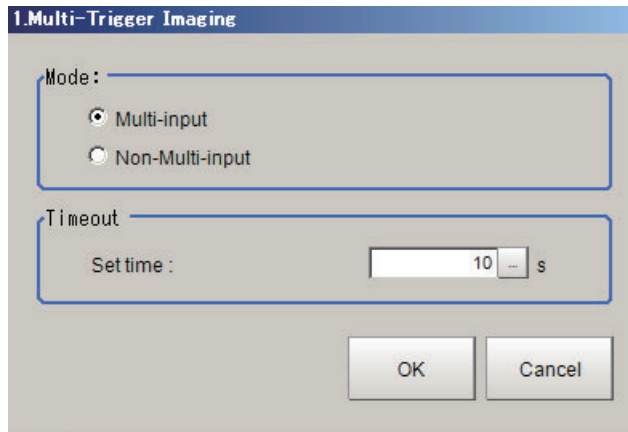 1.Multi-Trigger Imaging
Mode:
Multi-input
Non-Multi-input
Timeout
Set time : 10 ... s
OK Cancel